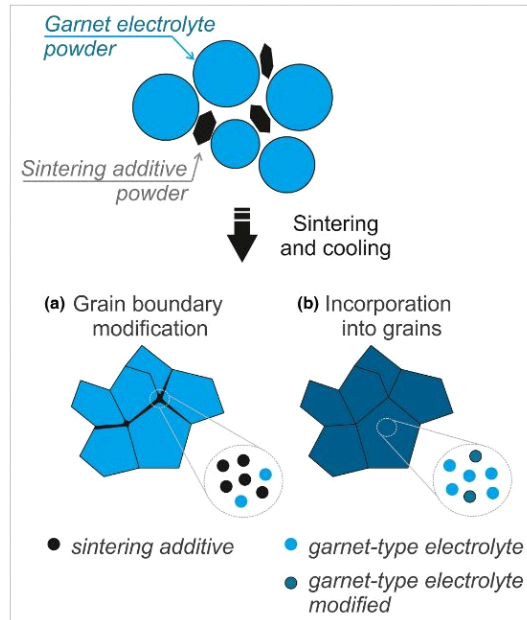 Garnet electrolyte
powder
Sintering additive
powder
Sintering
and cooling
(a) Grain boundary
modification
(b) Incorporation
into grains
sintering additive
garnet-type electrolyte
garnet-type electrolyte
modified